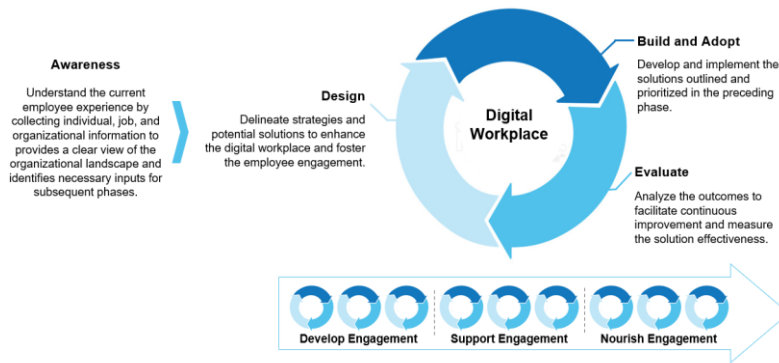 Awareness
Understand the current
employee experience by
collecting individual, job, and
organizational information to
provides a clear view of the
organizational landscape and
identifies necessary inputs for
subsequent phases.
Design
Delineate strategies and
potential solutions to enhance
the digital workplace and foster
the employee engagement.
Digital
Workplace
Build and Adopt
Develop and implement the
solutions outlined and
prioritized in the preceding
phase.
Evaluate
Analyze the outcomes to
facilitate continuous
improvement and measure
the solution effectiveness.
Develop Engagement
Support Engagement
Nourish Engagement